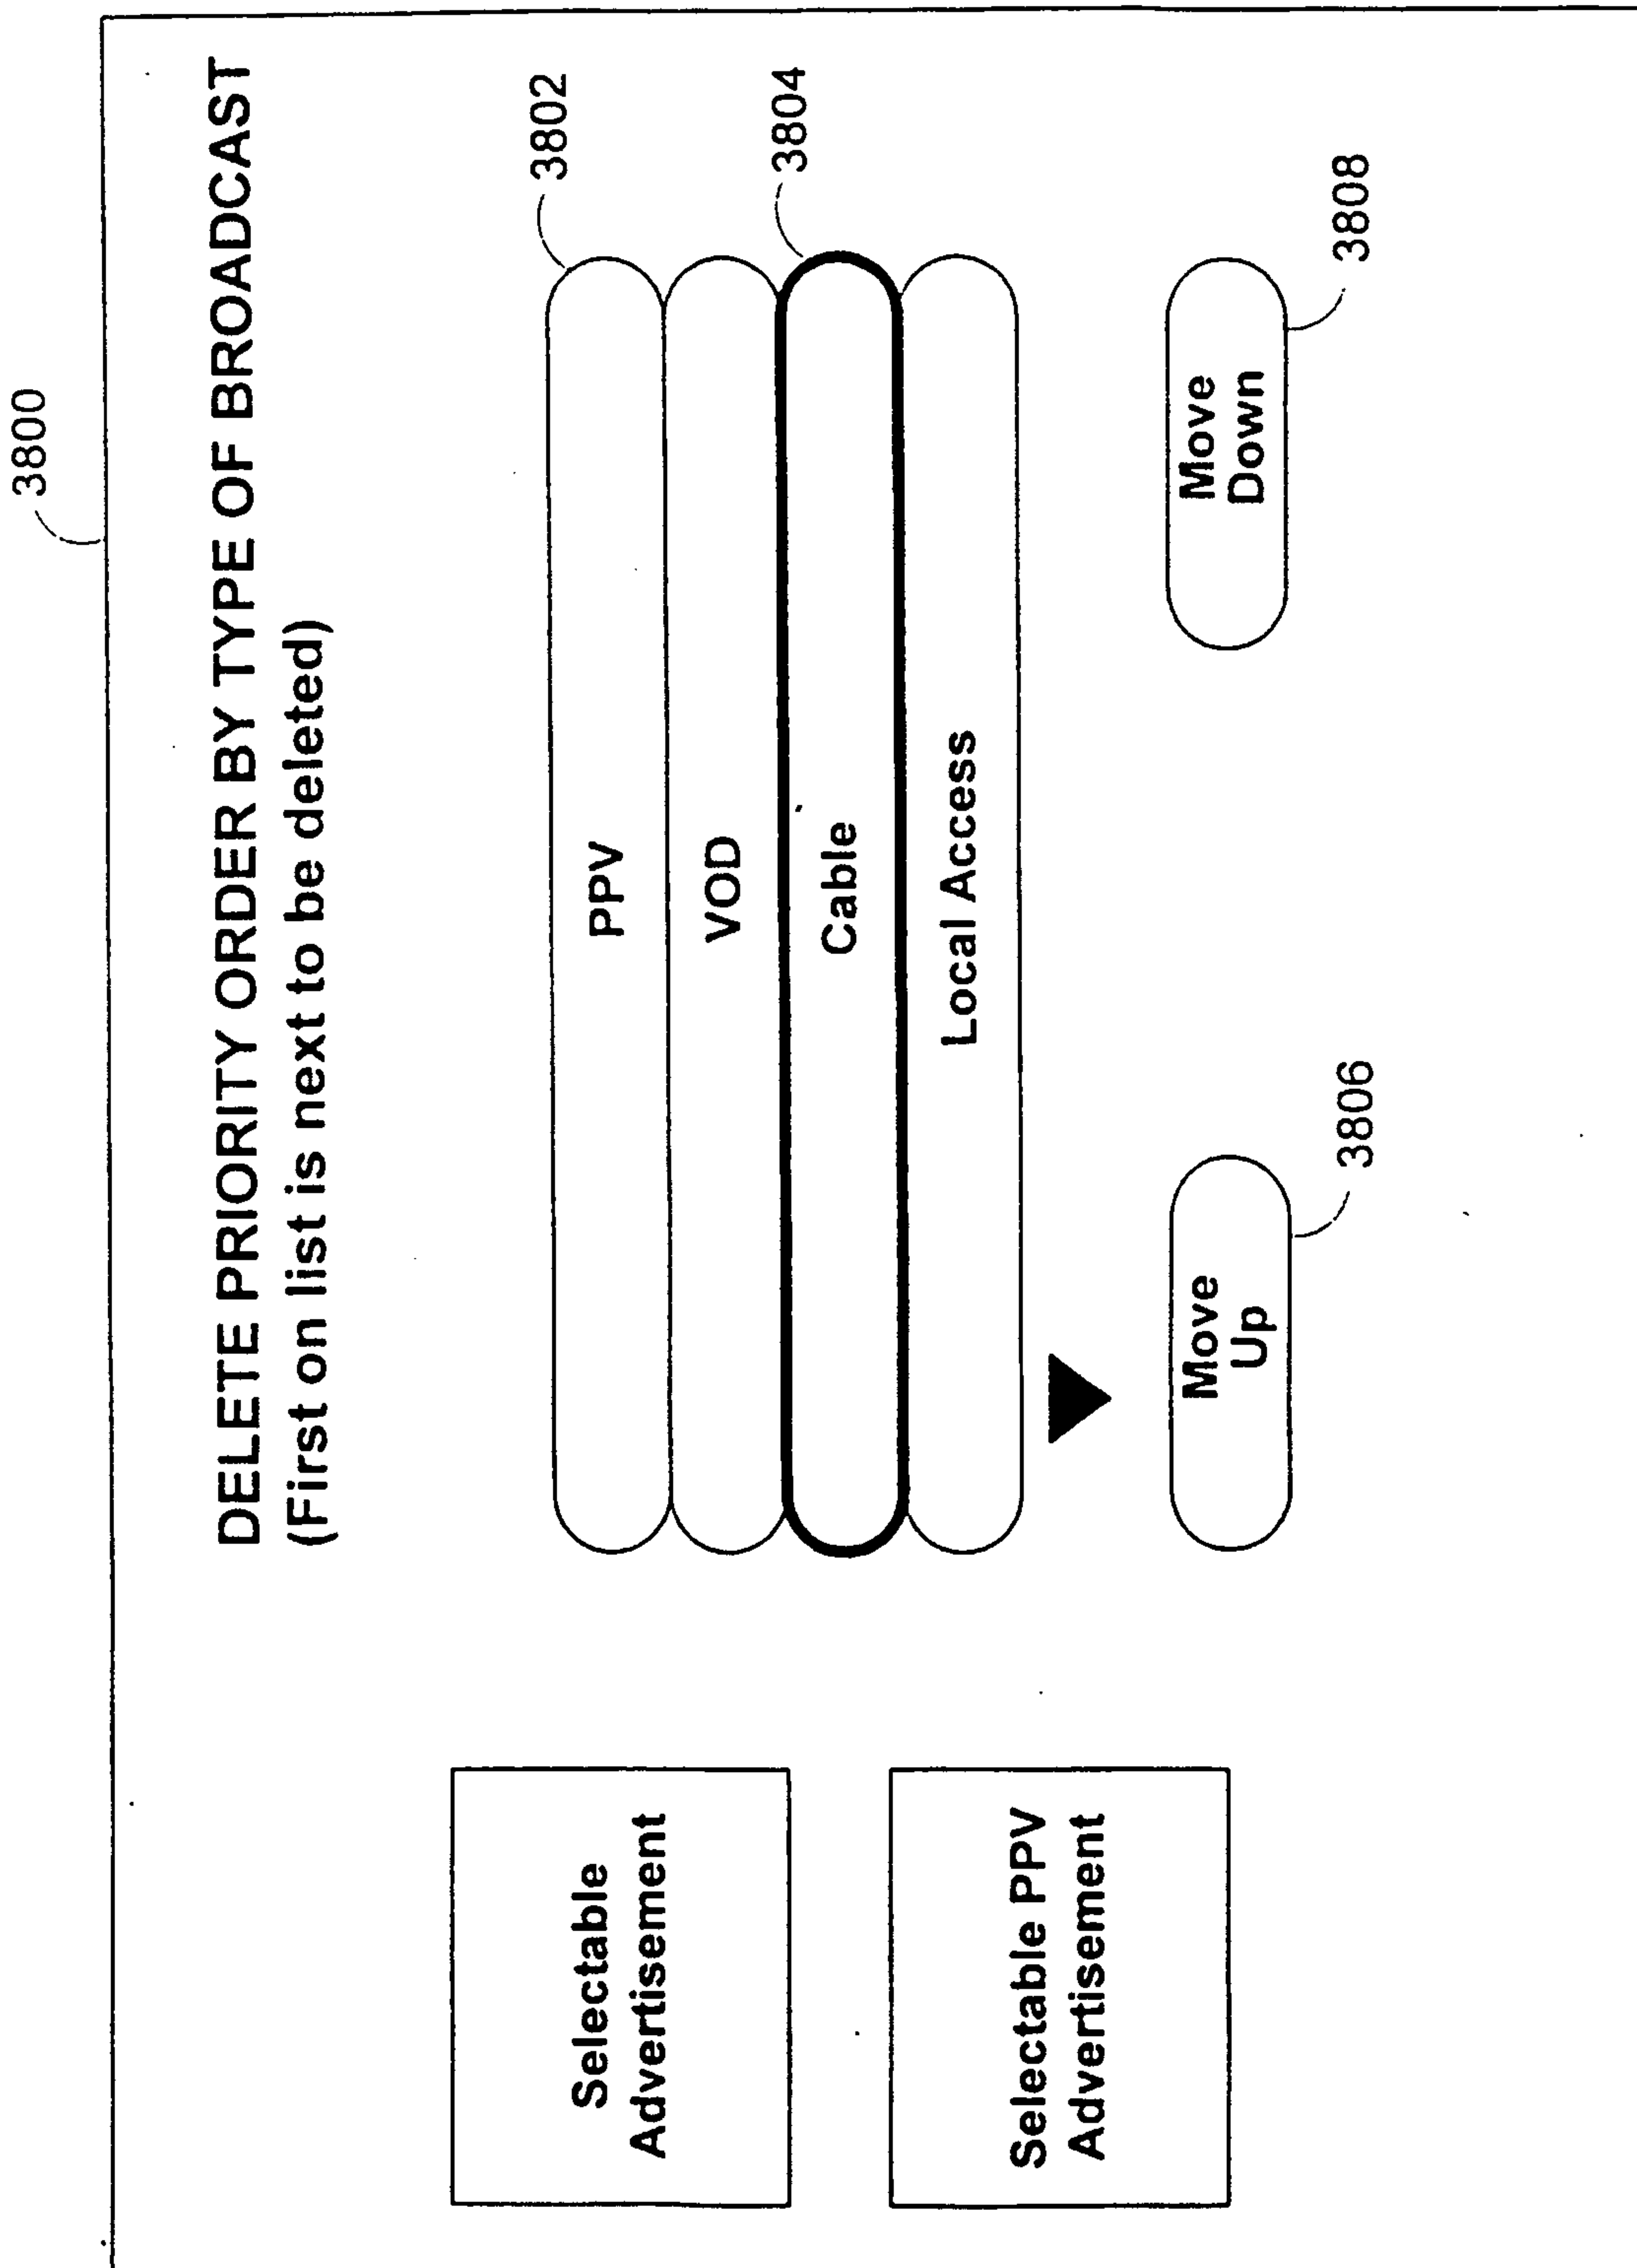 3800
DELETE PRIORITY ORDER BY TYPE OF BROADCAST
(First on list is next to be deleted)
3802
PPV
VOD
3804
Cable
Local Access
Selectable
Advertisement
Selectable PPV
Advertisement
Move
Up
3806
Move
Down
3808